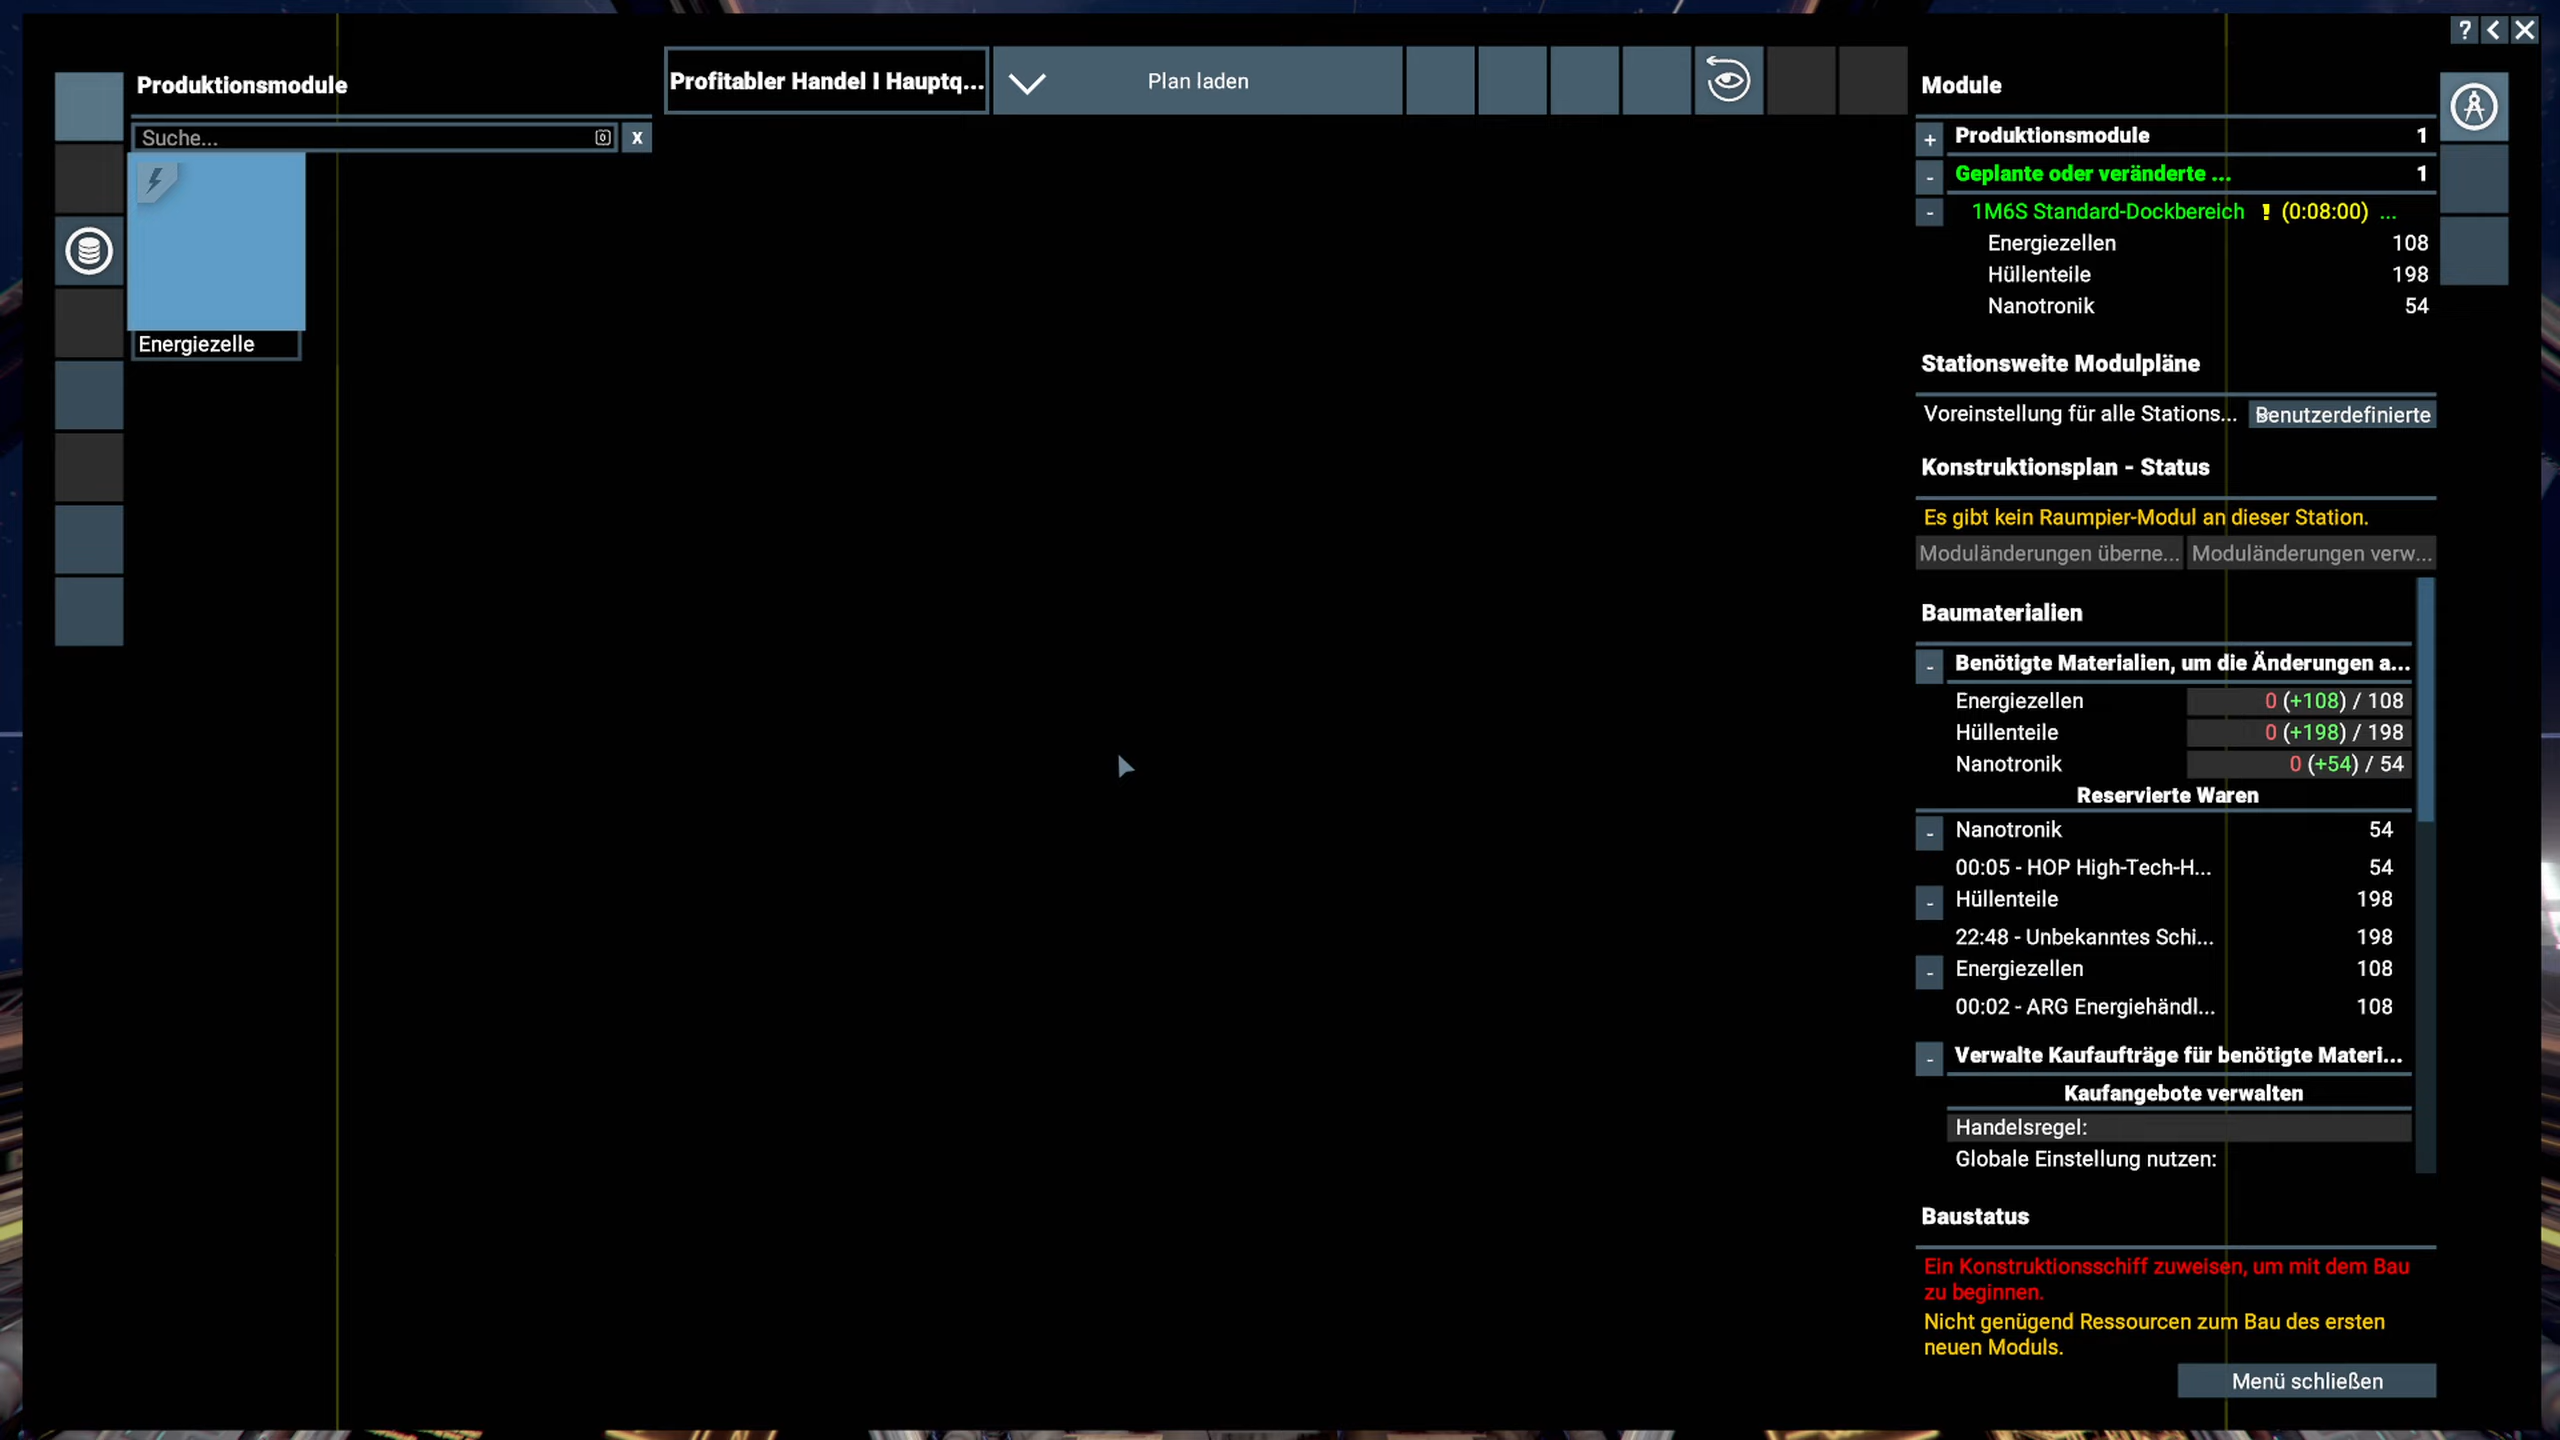 ? < X
Produktionsmodule
Suche...
x
Energiezelle
Profitabler Handel I Hauptq...
Plan laden
Module
+ Produktionsmodule 1
- Geplante oder veränderte ... 1
- 1M6S Standard-Dockbereich ! (0:08:00) ...
Energiezellen 108
Hüllenteile 198
Nanotronik 54
Stationsweite Modulpläne
Voreinstellung für alle Stations... Benutzerdefinierte
Konstruktionsplan - Status
Es gibt kein Raumpier-Modul an dieser Station.
Moduländerungen überne... Moduländerungen verw...
Baumaterialien
- Benötigte Materialien, um die Änderungen a...
Energiezellen 0 (+108) / 108
Hüllenteile 0 (+198) / 198
Nanotronik 0 (+54) / 54
Reservierte Waren
- Nanotronik 54
00:05 - HOP High-Tech-H... 54
- Hüllenteile 198
22:48 - Unbekanntes Schi... 198
- Energiezellen 108
00:02 - ARG Energiehändl... 108
- Verwalte Kaufaufträge für benötigte Materi...
Kaufangebote verwalten
Handelsregel:
Globale Einstellung nutzen:
Baustatus
Ein Konstruktionsschiff zuweisen, um mit dem Bau
zu beginnen.
Nicht genügend Ressourcen zum Bau des ersten
neuen Moduls.
Menü schließen